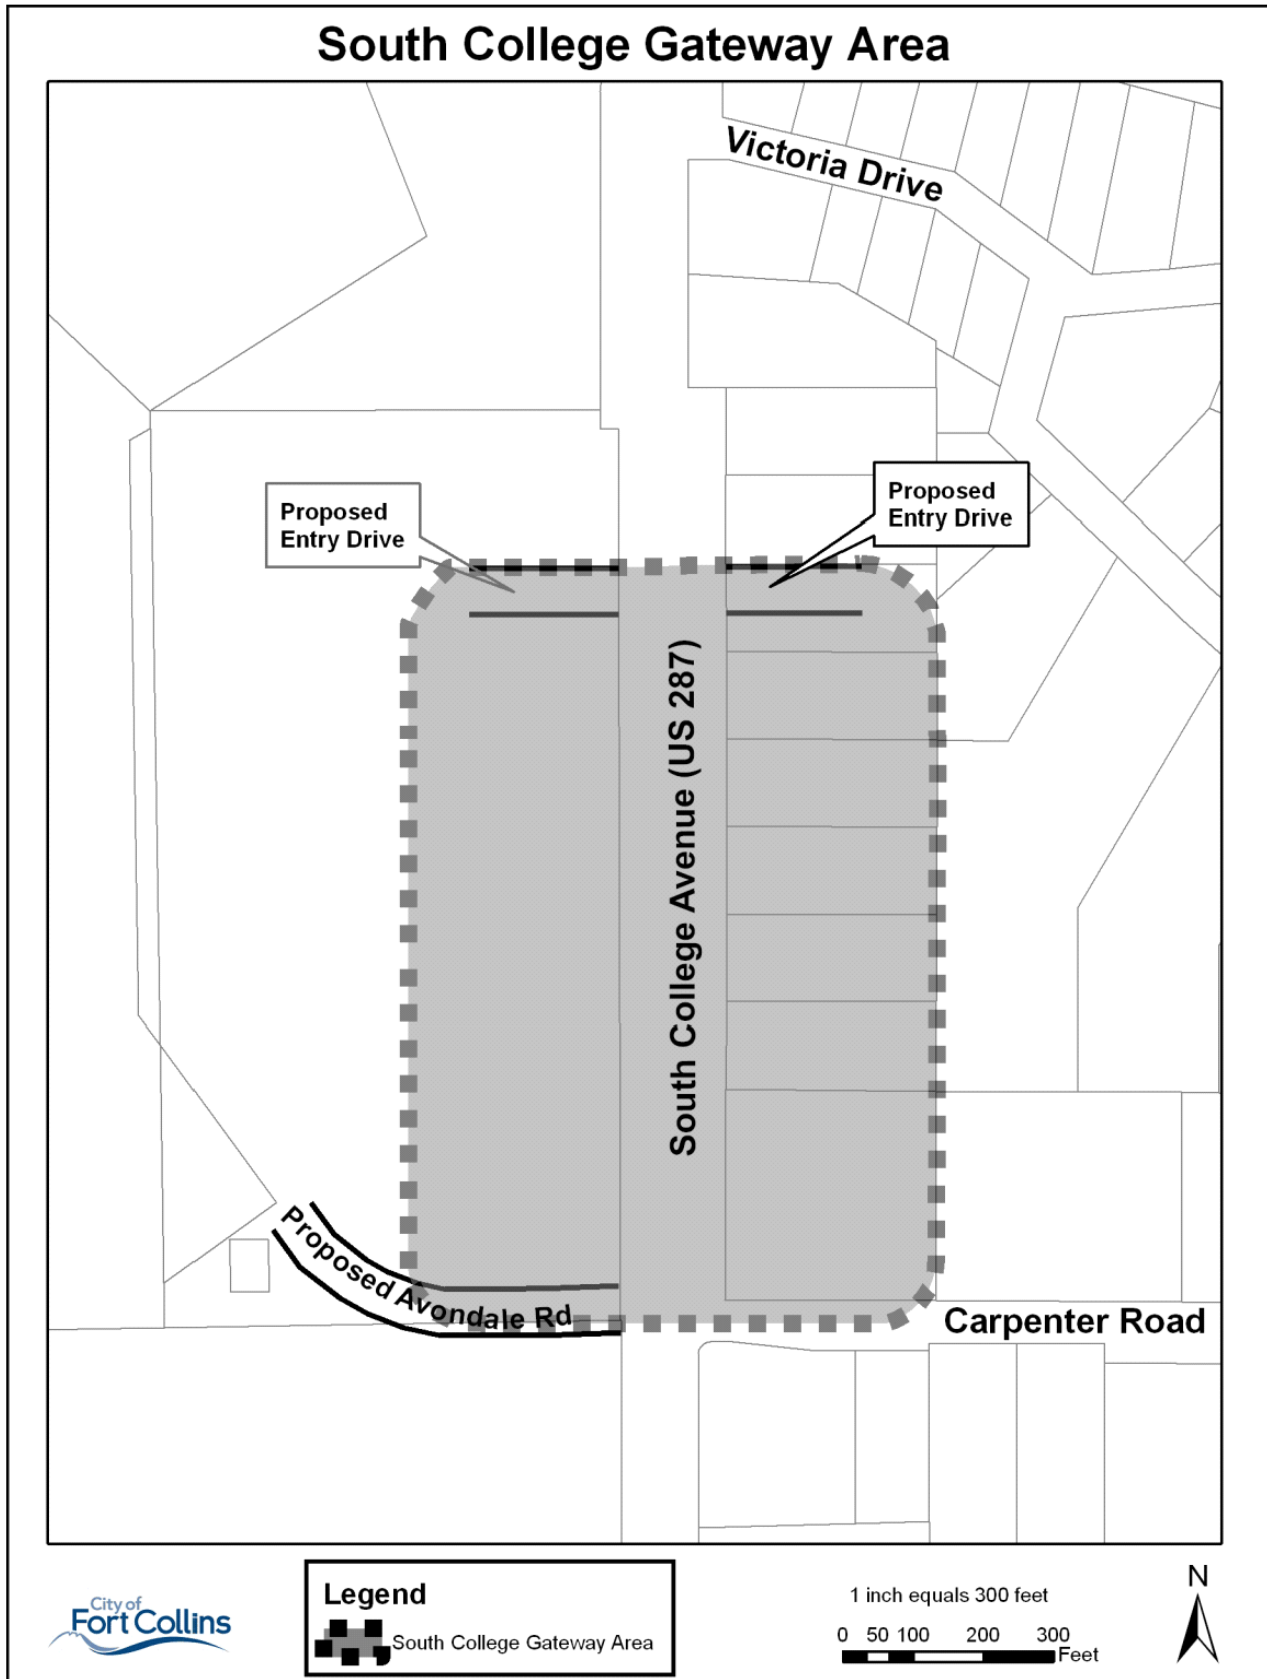 South College Gateway Area
Victoria Drive
Proposed
Entry Drive
Proposed
Entry Drive
South College Avenue (US 287)
Proposed Avondale Rd
Carpenter Road
City of
Fort Collins
Legend
South College Gateway Area
1 inch equals 300 feet
0 50 100 200 300
Feet
N